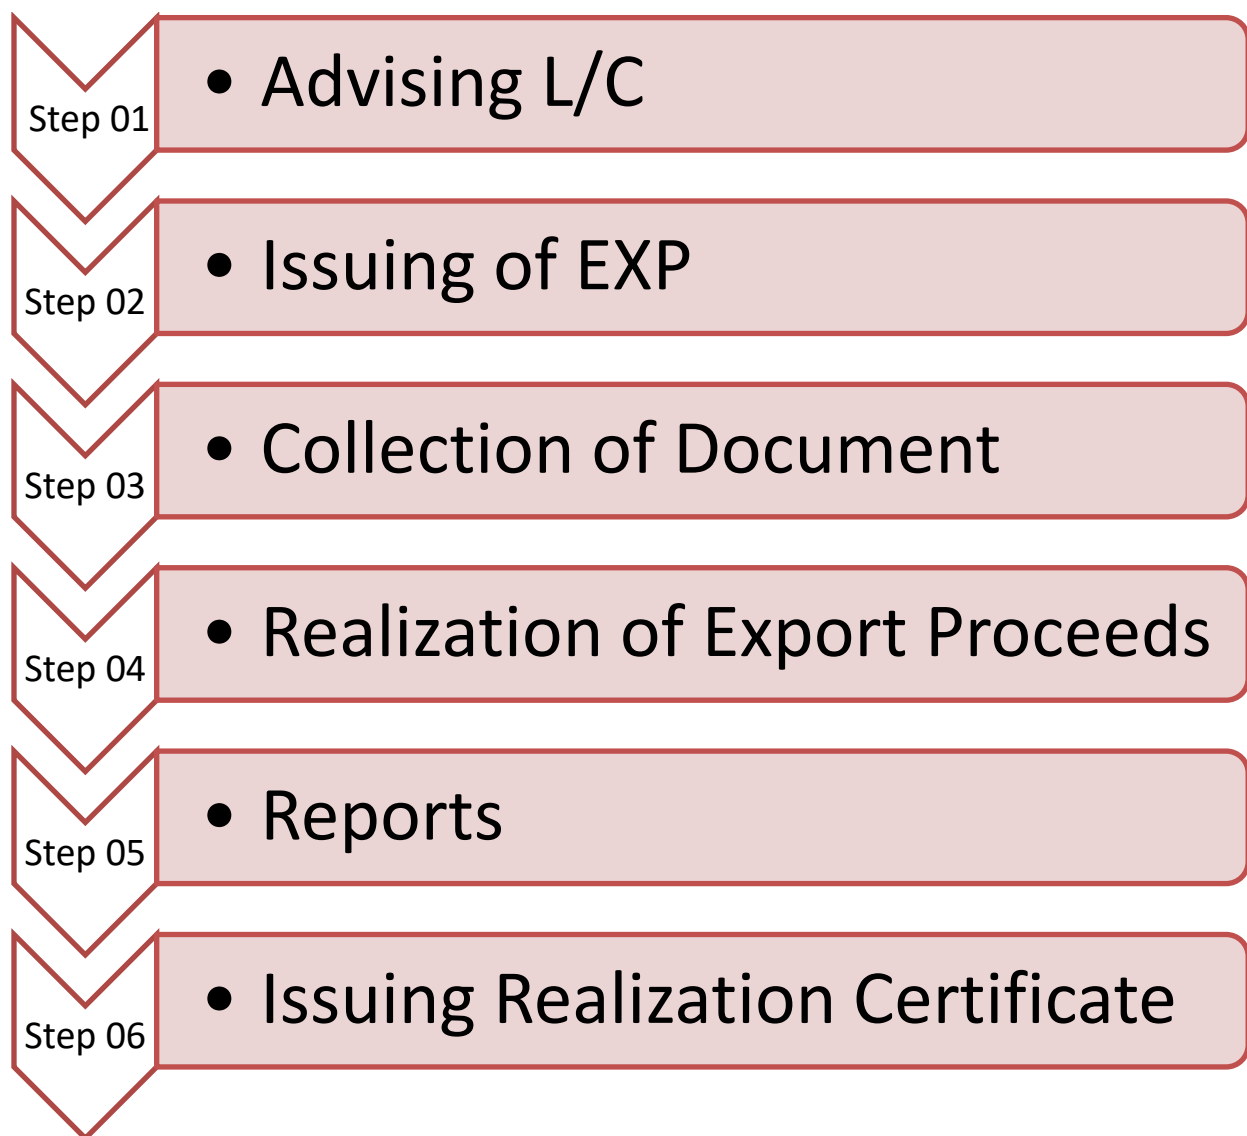 Step 01
• Advising L/C
Step 02
• Issuing of EXP
Step 03
• Collection of Document
Step 04
• Realization of Export Proceeds
Step 05
• Reports
Step 06
• Issuing Realization Certificate